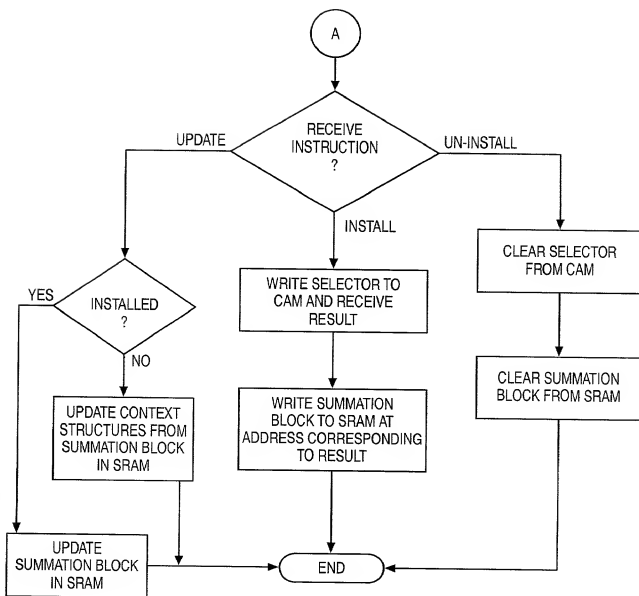 A
RECEIVE
INSTRUCTION
?
UPDATE
UN-INSTALL
INSTALL
CLEAR SELECTOR
FROM CAM
WRITE SELECTOR TO
CAM AND RECEIVE
RESULT
YES
INSTALLED
?
NO
CLEAR SUMMATION
BLOCK FROM SRAM
UPDATE CONTEXT
STRUCTURES FROM
SUMMATION BLOCK
IN SRAM
WRITE SUMMATION
BLOCK TO SRAM AT
ADDRESS CORRESPONDING
TO RESULT
UPDATE
SUMMATION BLOCK
IN SRAM
END